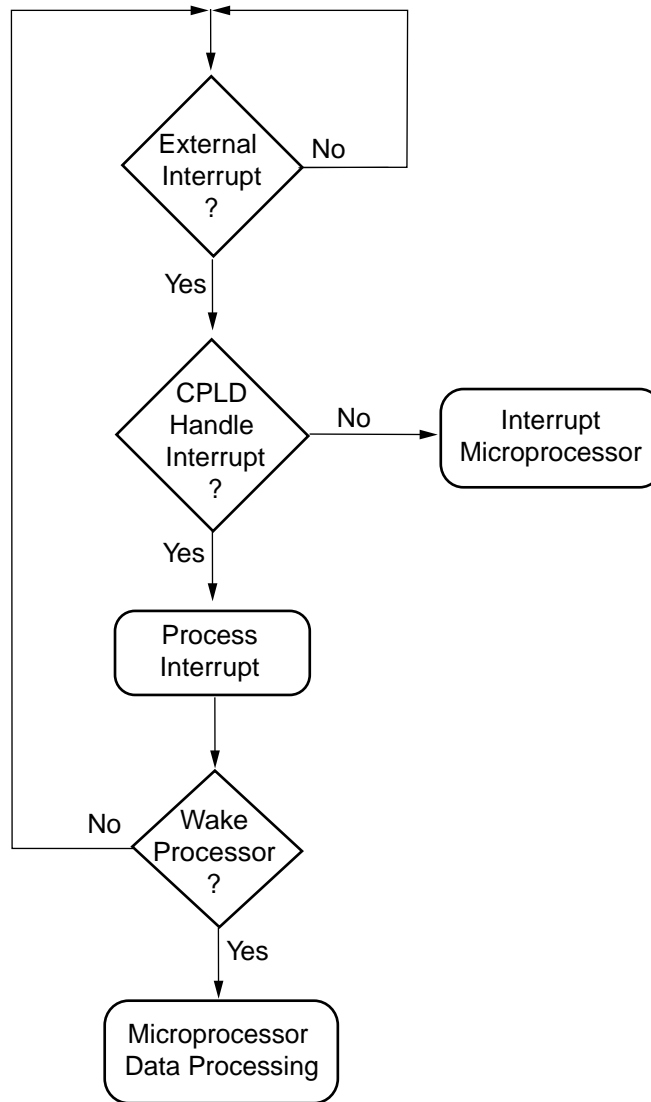 External
Interrupt
?
No
Yes
CPLD
Handle
Interrupt
?
No
Interrupt
Microprocessor
Yes
Process
Interrupt
Wake
Processor
?
No
Yes
Microprocessor
Data Processing